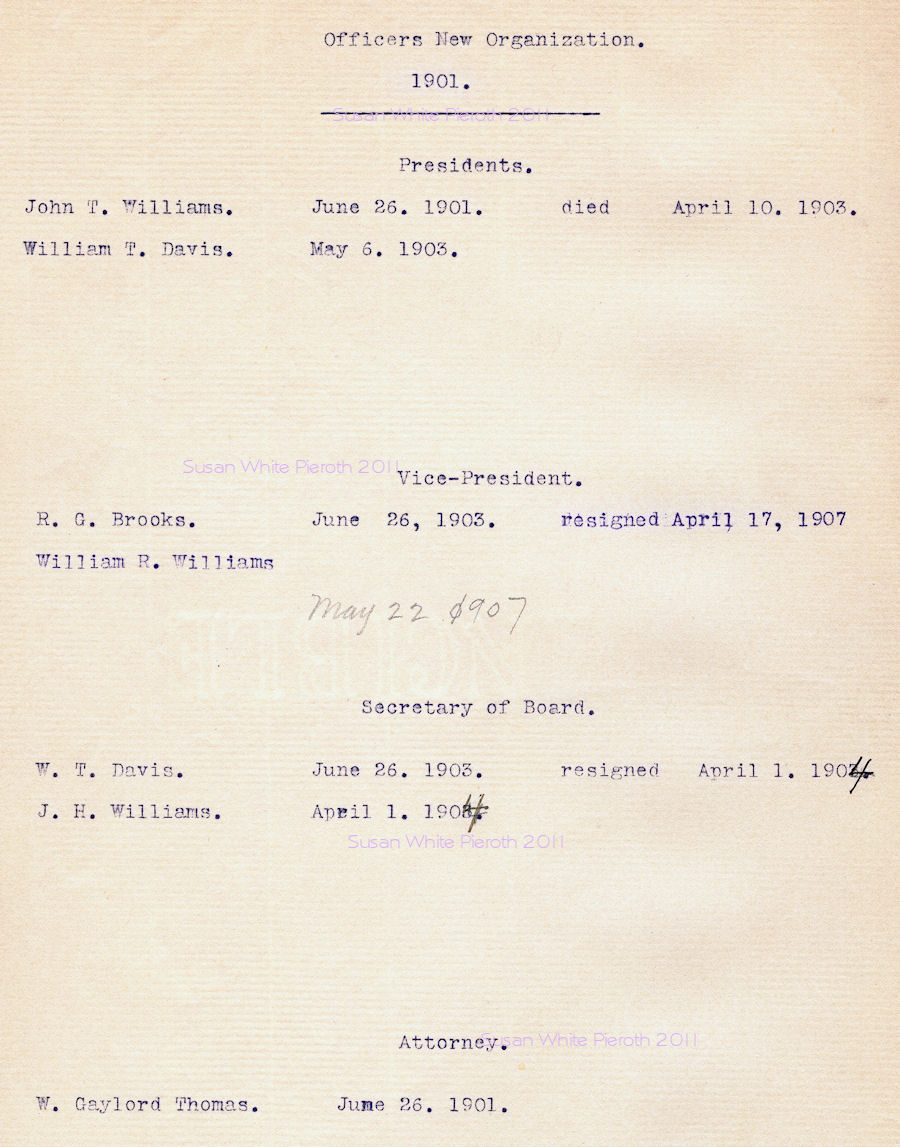 Officers New Organization.
1901.
Susan White Pieroth 2011
Presidents.
John T. Williams. June 26. 1901. died April 10. 1903.
William T. Davis. May 6. 1903.
Susan White Pieroth 2011
Vice-President.
R. G. Brooks. June 26, 1903. resigned April 17, 1907
William R. Williams
May 22 1907
Secretary of Board.
W. T. Davis. June 26. 1903. resigned April 1. 1904.
J. H. Williams. April 1. 1904.
Susan White Pieroth 2011
Attorney.
Susan White Pieroth 2011
W. Gaylord Thomas. June 26. 1901.